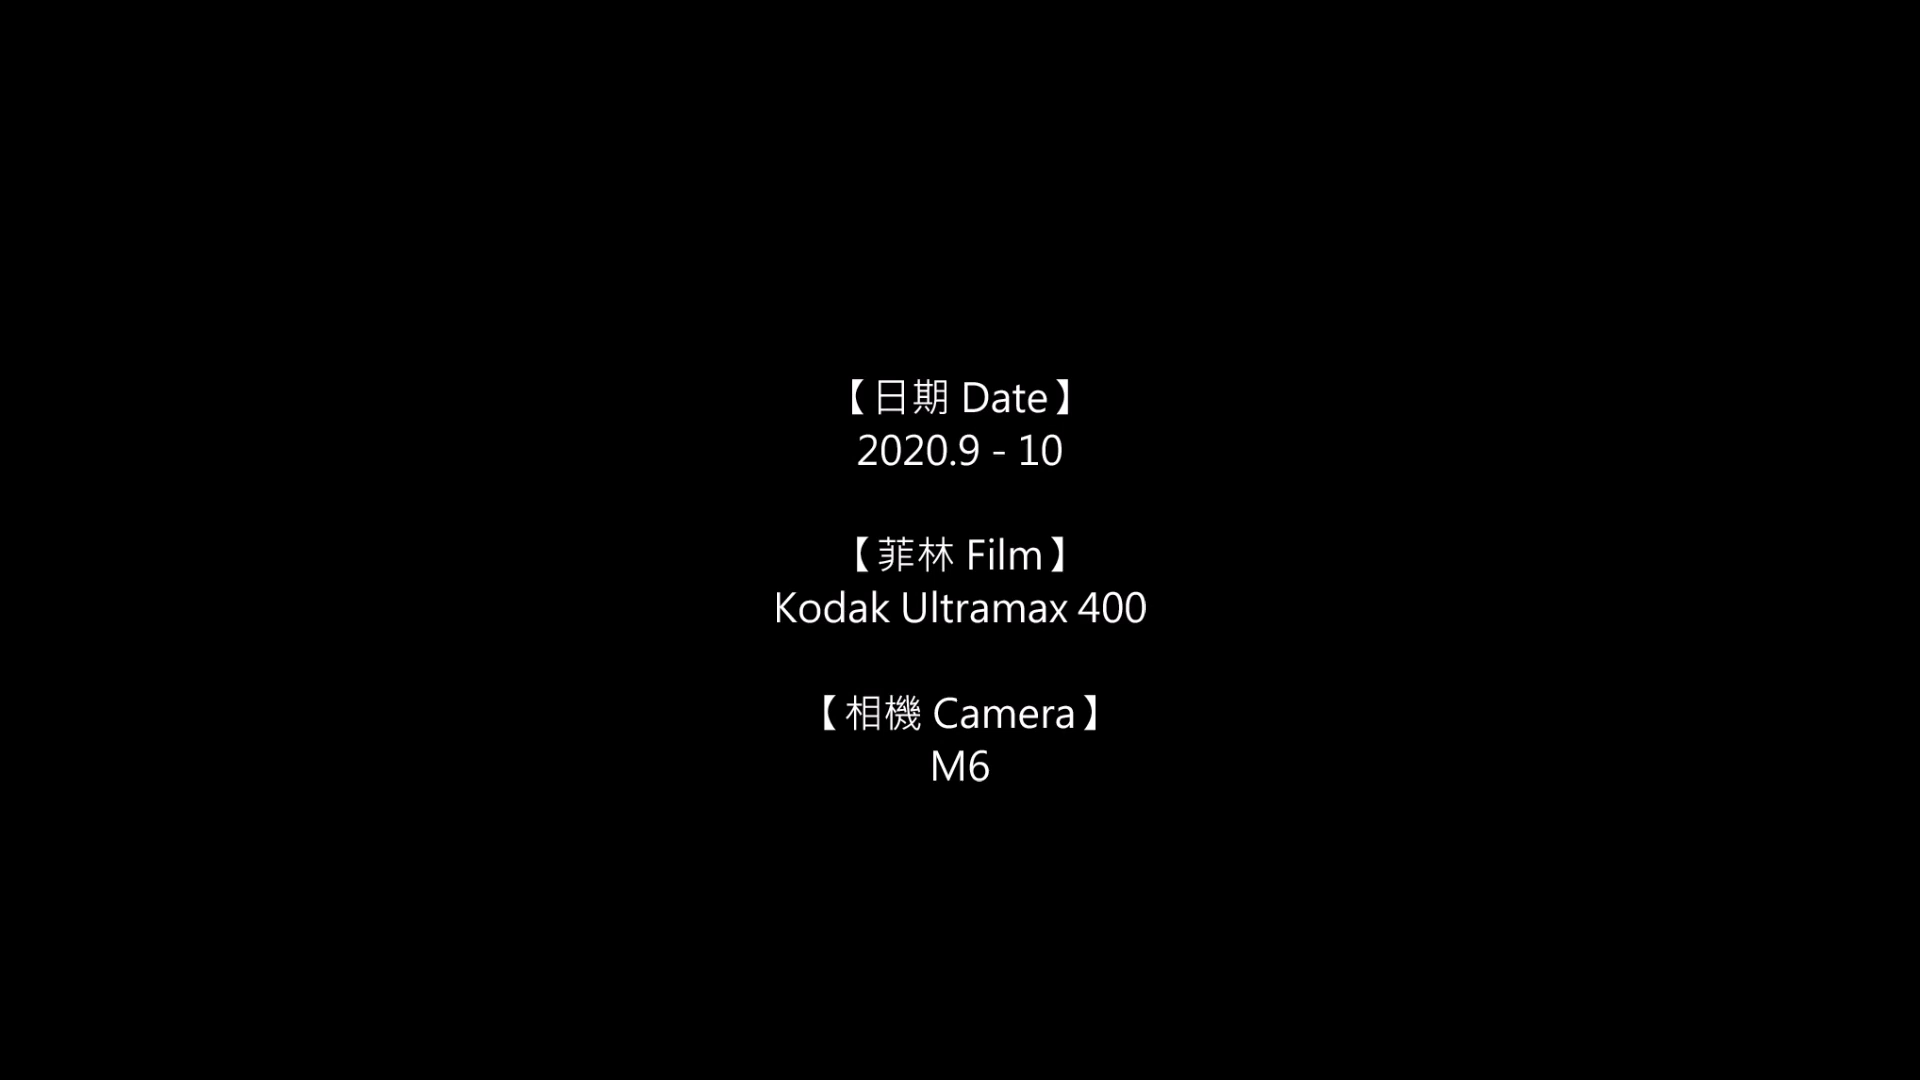 【日期 Date】
2020.9 - 10
【菲林 Film】
Kodak Ultramax 400
【相機 Camera】
M6